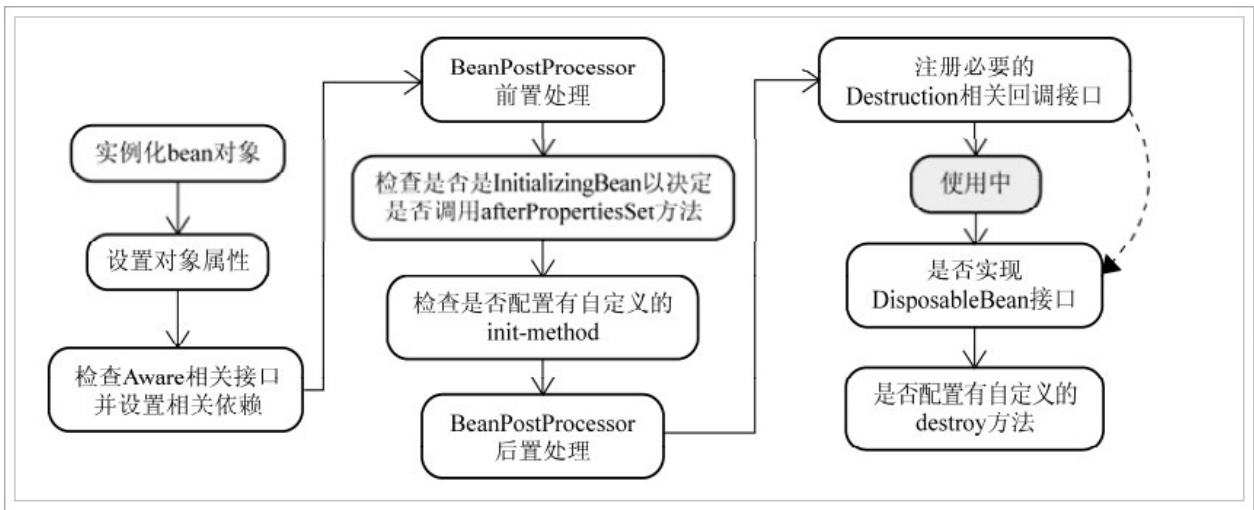 实例化bean对象
设置对象属性
检查Aware相关接口
并设置相关依赖
BeanPostProcessor
前置处理
检查是否是InitializingBean以决定
是否调用afterPropertiesSet方法
检查是否配置有自定义的
init-method
BeanPostProcessor
后置处理
注册必要的
Destruction相关回调接口
使用中
是否实现
DisposableBean接口
是否配置有自定义的
destroy方法